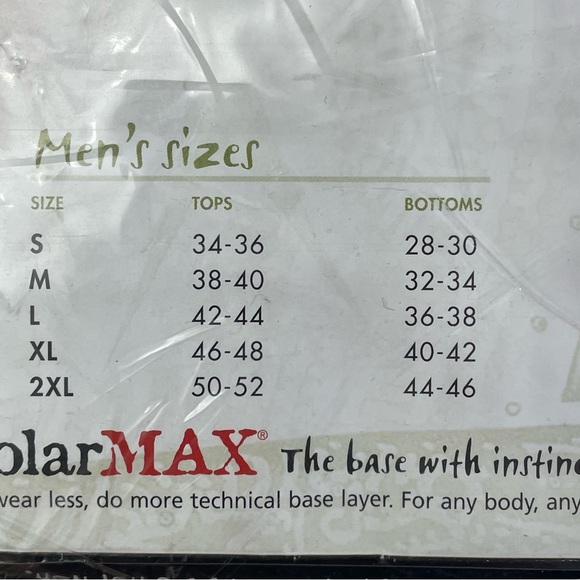 Men's sizes
SIZE TOPS BOTTOMS
S 34-36 28-30
M 38-40 32-34
L 42-44 36-38
XL 46-48 40-42
2XL 50-52 44-46
olarMAX® The base with instinc
wear less, do more technical base layer. For any body, any